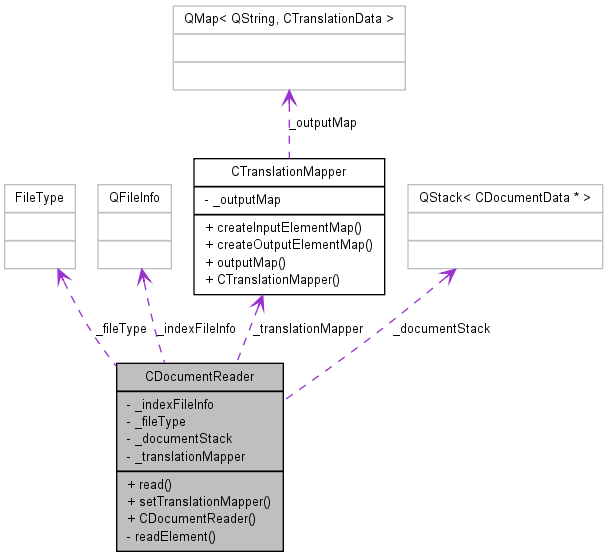 QMap< QString, CTranslationData >
_outputMap
CTranslationMapper
- _outputMap
+ createInputElementMap()
+ createOutputElementMap()
+ outputMap()
+ CTranslationMapper()
FileType
QFileInfo
QStack< CDocumentData * >
_fileType
_indexFileInfo
_translationMapper
_documentStack
CDocumentReader
- _indexFileInfo
- _fileType
- _documentStack
- _translationMapper
+ read()
+ setTranslationMapper()
+ CDocumentReader()
- readElement()